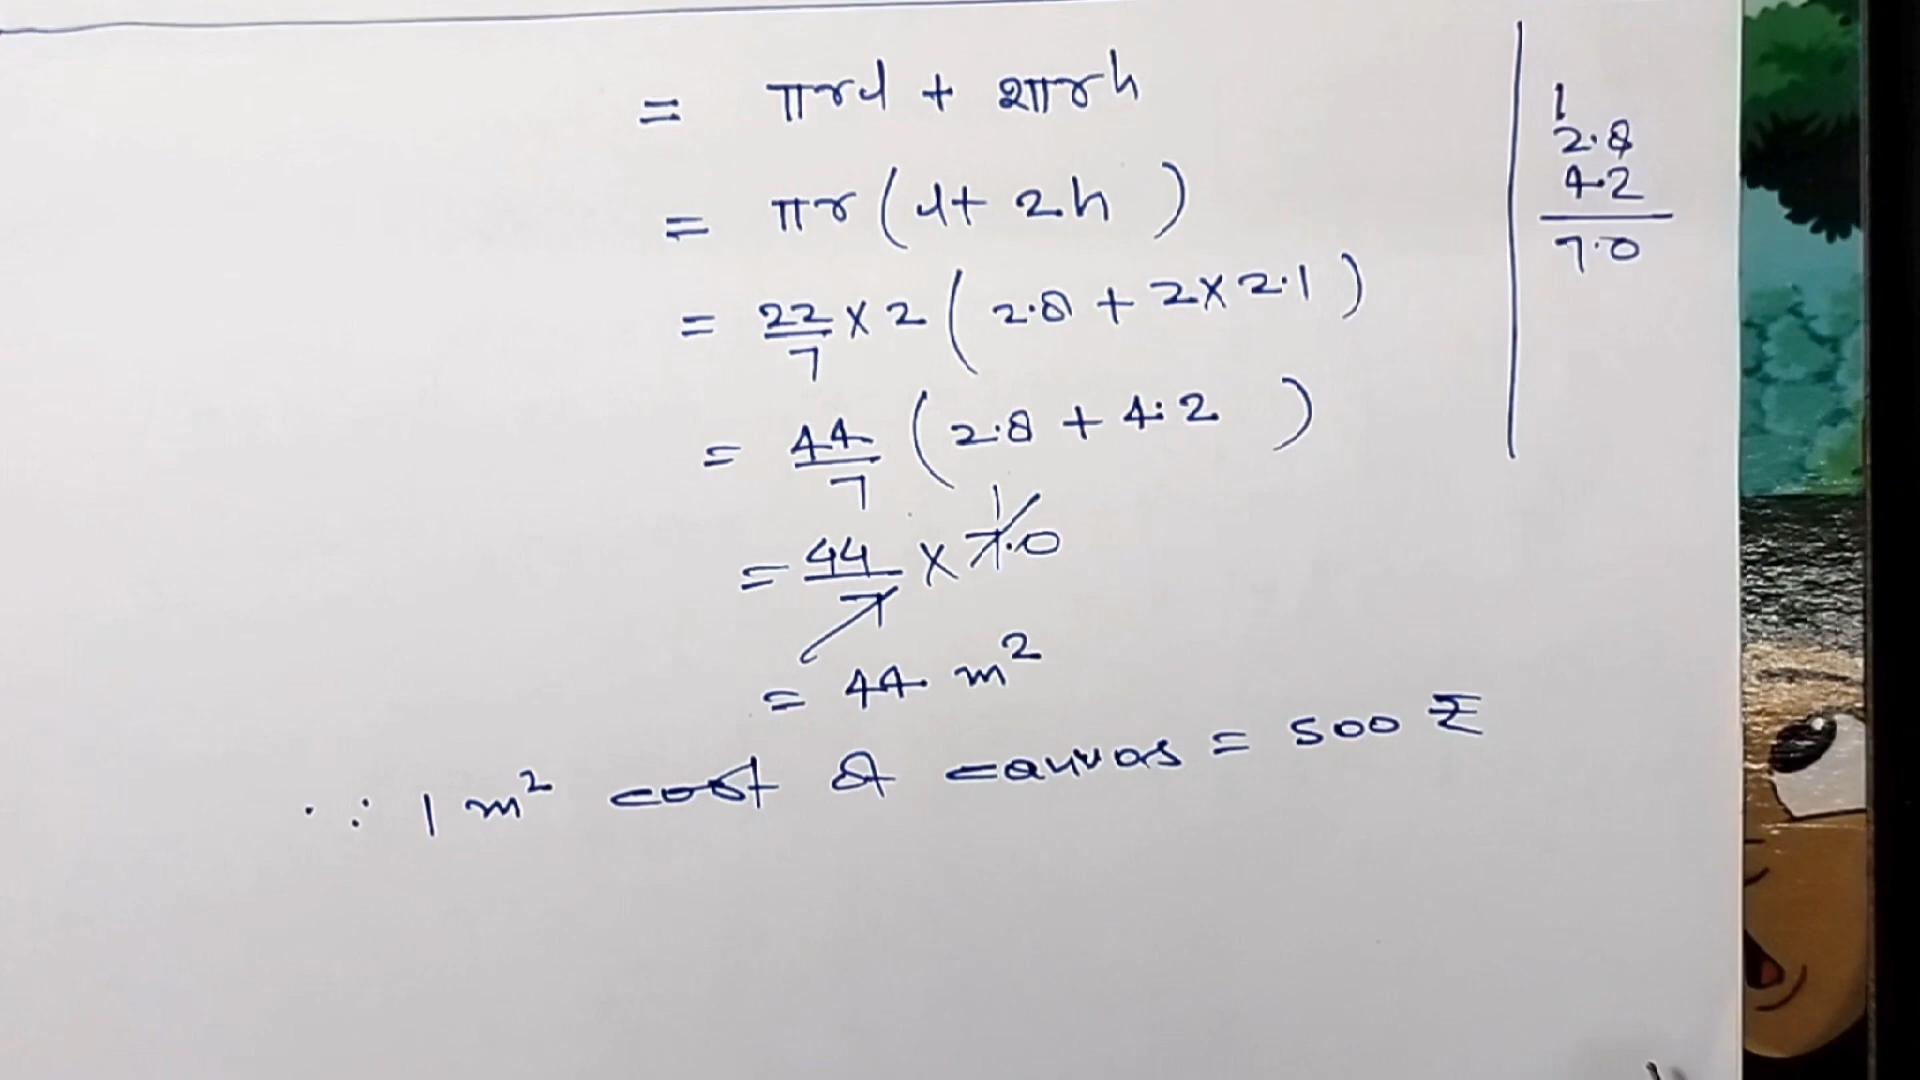 = πrl + 2πrh
= πr(l+ 2h)
= 22/7 × 2 (2.8 + 2×2.1)
= 44/7 (2.8 + 4.2)
= 44/7 × 7.0 1
= 44 m²
∵ 1 m² cost of canvas = 500 ₹
1
2.8
4.2
7.0